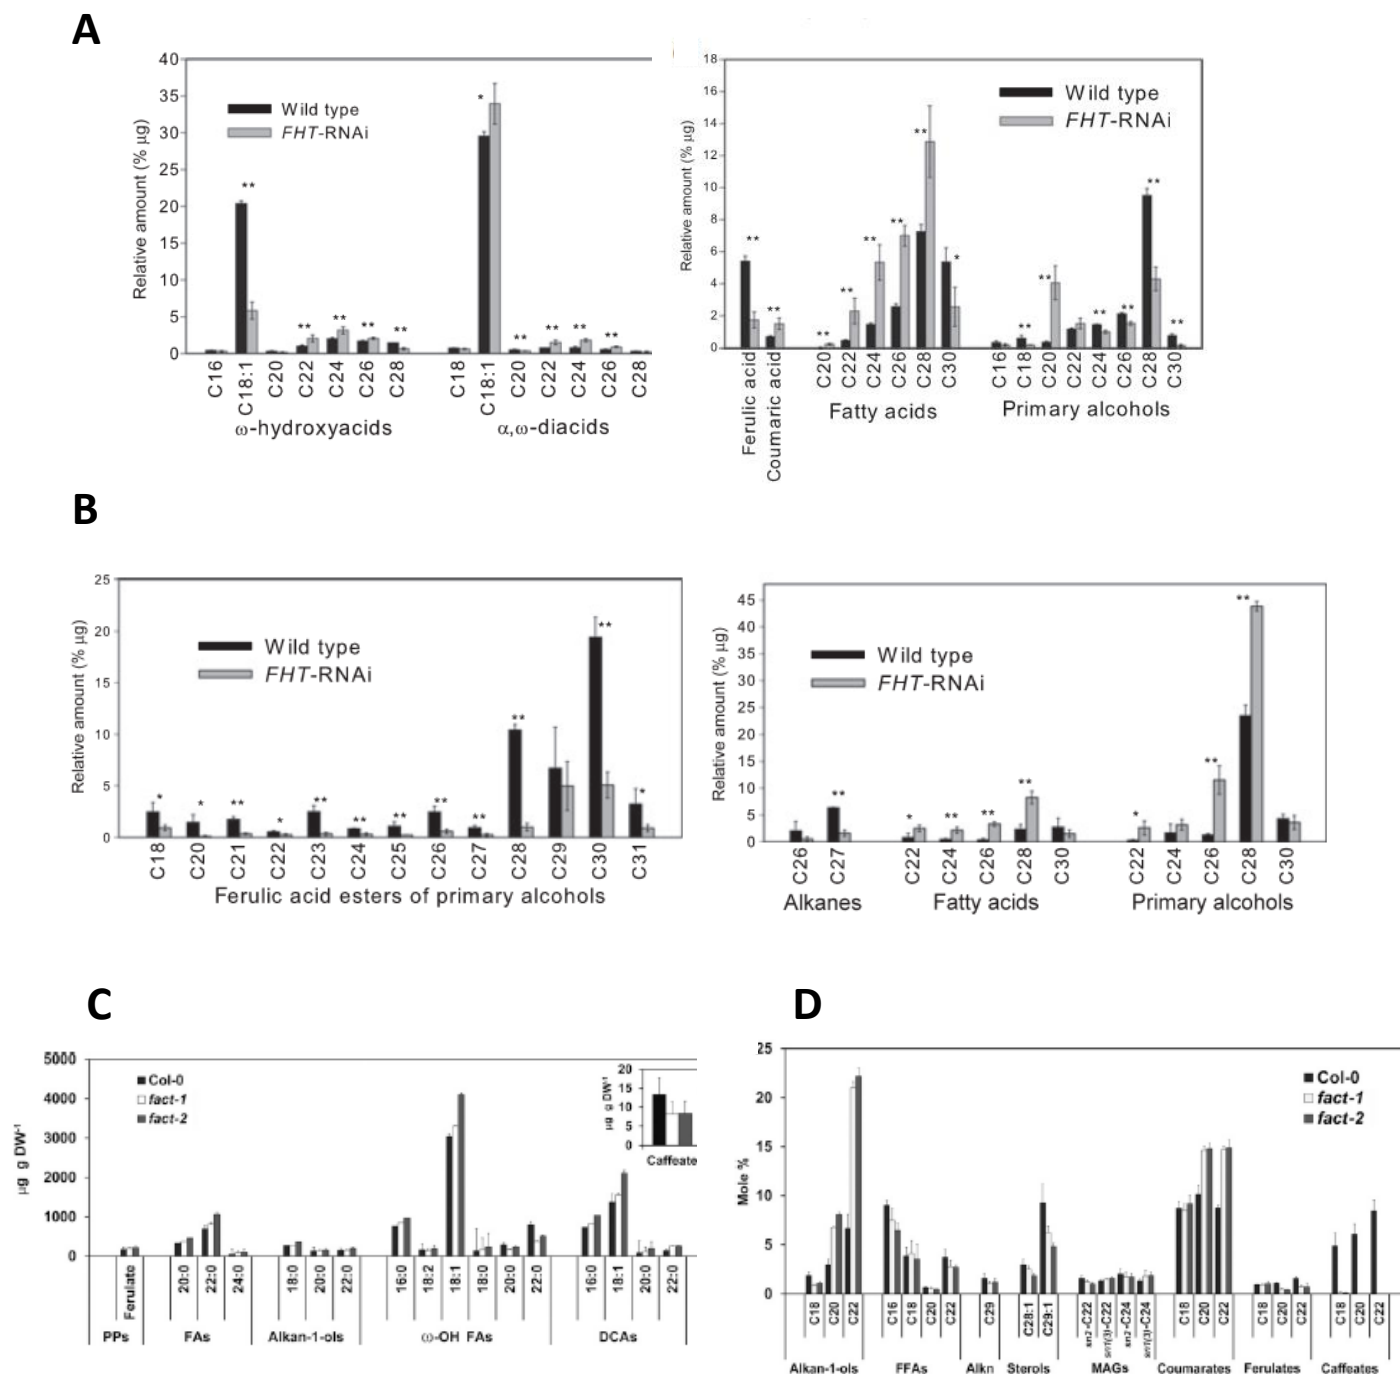 A
40
35
30
25
20
15
10
5
0
Relative amount (% µg)
Wild type
FHT-RNAi
**
*
** ** ** **
** ** ** **
C16 C18:1 C20 C22 C24 C26 C28
C18 C18:1 C20 C22 C24 C26 C28
ω-hydroxyacids
α,ω-diacids
18
16
14
12
10
8
6
4
2
0
Relative amount (% µg)
Wild type
FHT-RNAi
**
** ** ** ** ** *
** ** ** ** ** **
Ferulic acid
Coumaric acid
C20 C22 C24 C26 C28 C30
C16 C18 C20 C22 C24 C26 C28 C30
Fatty acids
Primary alcohols
B
25
20
15
10
5
0
Relative amount (% µg)
Wild type
FHT-RNAi
* * ** * ** ** ** ** ** ** ** *
C18 C20 C21 C22 C23 C24 C25 C26 C27 C28 C29 C30 C31
Ferulic acid esters of primary alcohols
45
40
35
30
25
20
15
10
5
0
Relative amount (% µg)
Wild type
FHT-RNAi
**
* ** ** **
* ** **
C26 C27
C22 C24 C26 C28 C30
C22 C24 C26 C28 C30
Alkanes
Fatty acids
Primary alcohols
C
5000
4000
3000
2000
1000
0
µg g DW-1
Col-0
fact-1
fact-2
20
15
10
5
0
µg g DW-1
Caffeate
Ferulate
20:0 22:0 24:0
18:0 20:0 22:0
16:0 18:2 18:1 18:0 20:0 22:0
16:0 18:1 20:0 22:0
PPs
FAs
Alkan-1-ols
ω-OH FAs
DCAs
D
25
20
15
10
5
0
Mole %
Col-0
fact-1
fact-2
C18 C20 C22
C16 C18 C20 C22
C29
C28:1 C29:1
sn2-C22 sn1(3)-C22 sn2-C24 sn1(3)-C24
C18 C20 C22
C18 C20 C22
C18 C20 C22
Alkan-1-ols
FFAs
Alkn
Sterols
MAGs
Coumarates
Ferulates
Caffeates